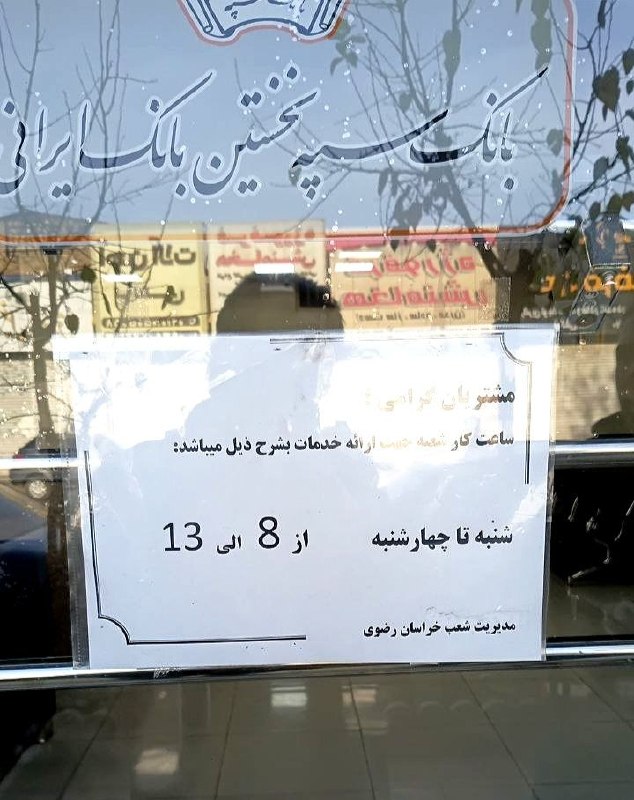 بانک سپه نخستین بانک ایرانی
مشتریان گرامی :
ساعت کار شعبه جهت ارائه خدمات بشرح ذیل میباشد:
شنبه تا چهارشنبه از 8 الی 13
مدیریت شعب خراسان رضوی